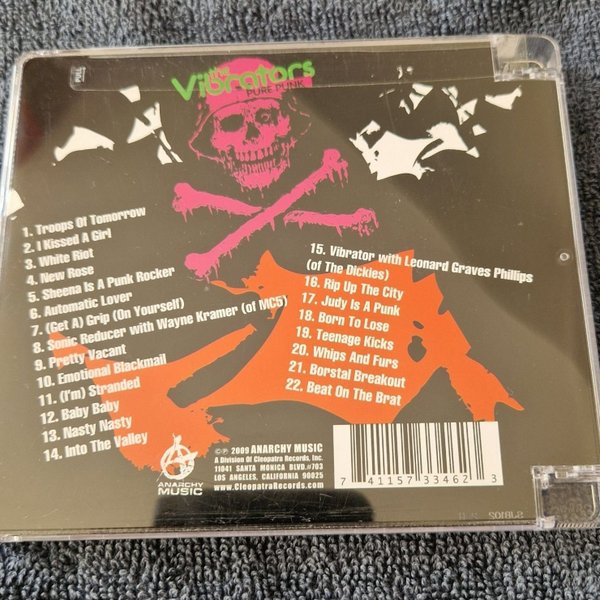 the
Vibrators
PURE PUNK
1. Troops Of Tomorrow
2. I Kissed A Girl
3. White Riot
4. New Rose
5. Sheena Is A Punk Rocker
6. Automatic Lover
7. (Get A) Grip (On Yourself)
8. Sonic Reducer with Wayne Kramer (of MC5)
9. Pretty Vacant
10. Emotional Blackmail
11. (I'm) Stranded
12. Baby Baby
13. Nasty Nasty
14. Into The Valley
15. Vibrator with Leonard Graves Phillips
(of The Dickies)
16. Rip Up The City
17. Judy Is A Punk
18. Born To Lose
19. Teenage Kicks
20. Whips And Furs
21. Borstal Breakout
22. Beat On The Brat
ANARCHY
MUSIC
©℗ 2009 ANARCHY MUSIC
A Division Of Cleopatra Records, Inc.
11041 SANTA MONICA BLVD. #703
LOS ANGELES, CALIFORNIA 90025
www.CleopatraRecords.com
7 41157 33462 3